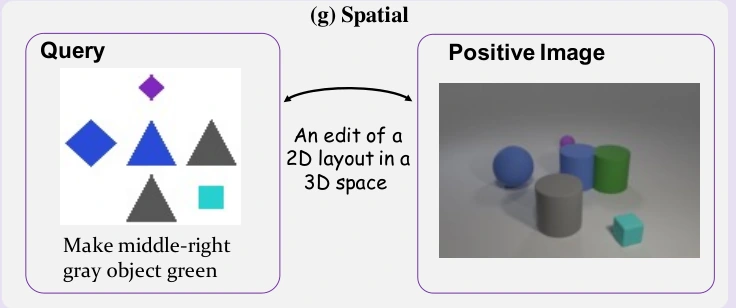 (g) Spatial
Query
Make middle-right
gray object green
An edit of a
2D layout in a
3D space
Positive Image